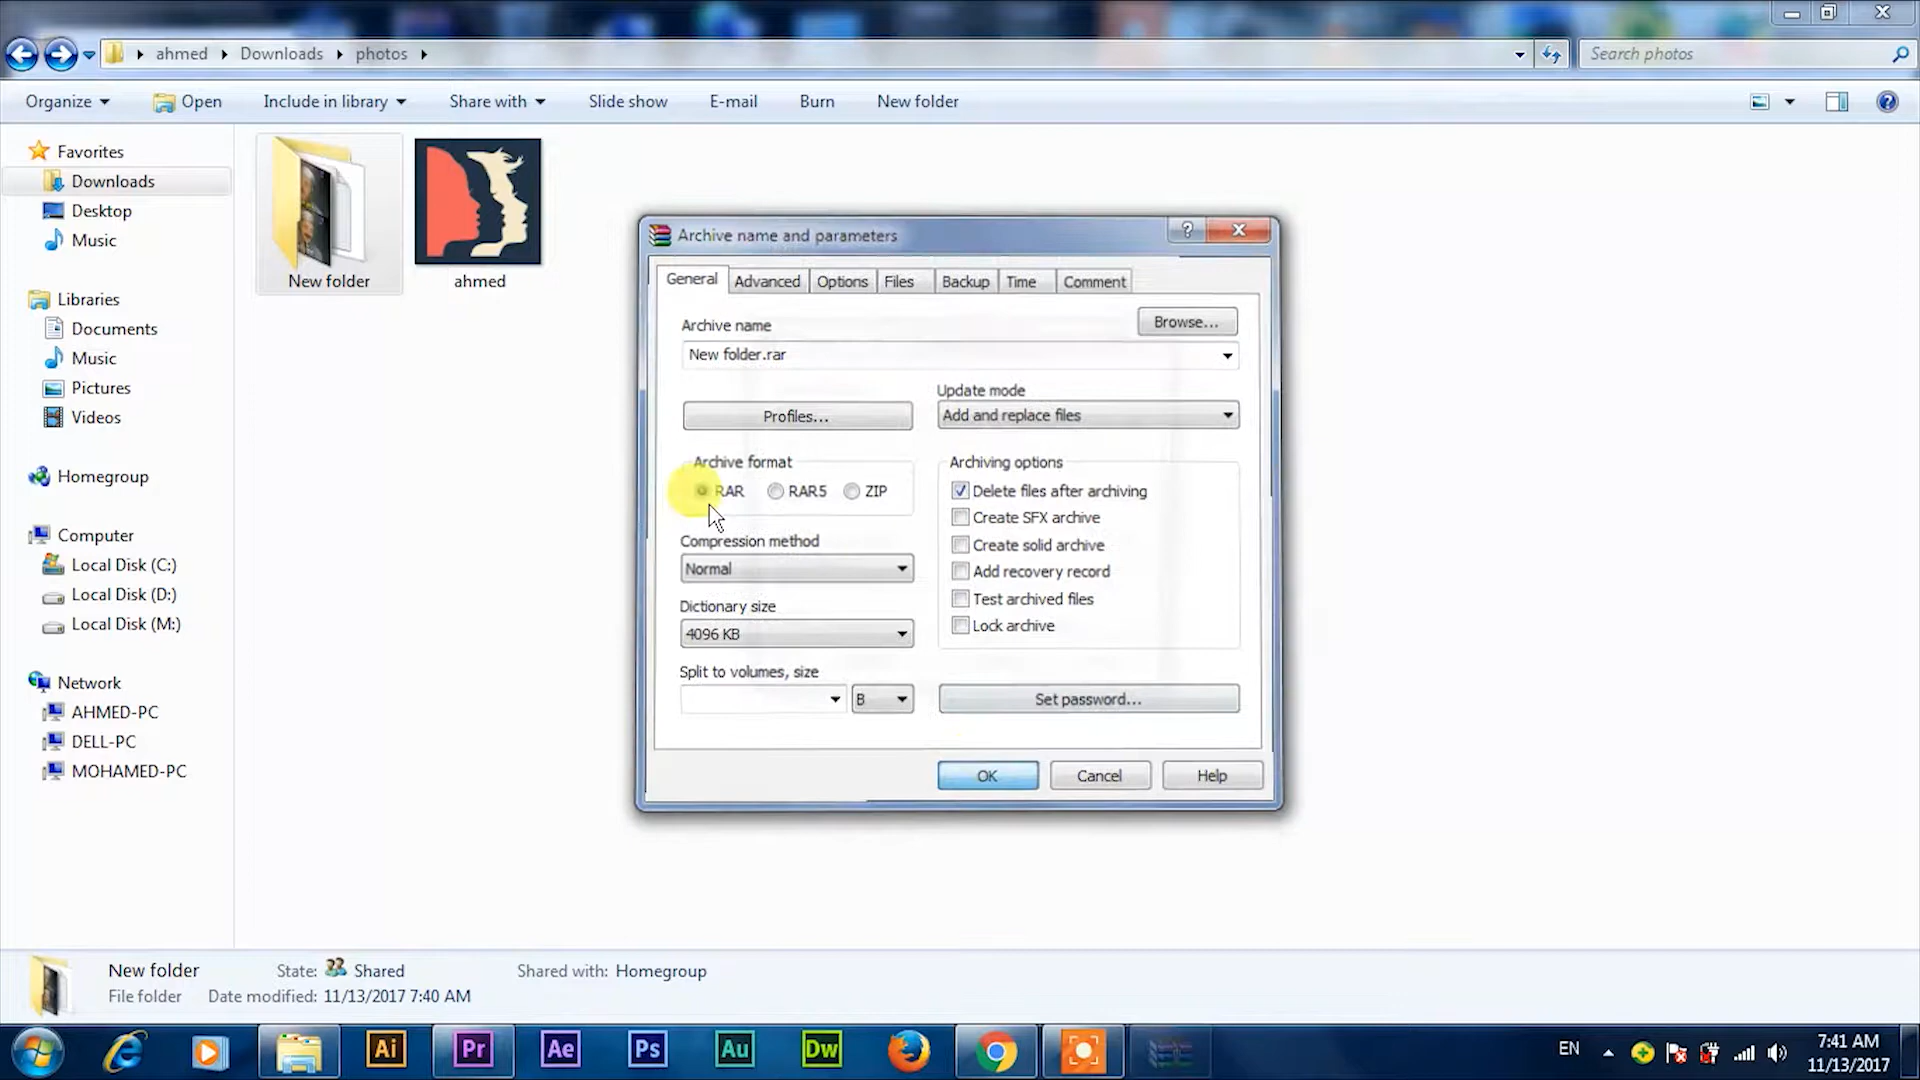 ahmed
Downloads
photos
Search photos
Organize
Open
Include in library
Share with
Slide show
E-mail
Burn
New folder
Favorites
Downloads
Desktop
Music
Libraries
Documents
Music
Pictures
Videos
Homegroup
Computer
Local Disk (C:)
Local Disk (D:)
Local Disk (M:)
Network
AHMED-PC
DELL-PC
MOHAMED-PC
New folder
ahmed
Archive name and parameters
General
Advanced
Options
Files
Backup
Time
Comment
Archive name
Browse...
New folder.rar
Profiles...
Update mode
Add and replace files
Archive format
RAR
RAR5
ZIP
Compression method
Normal
Dictionary size
4096 KB
Split to volumes, size
B
Archiving options
Delete files after archiving
Create SFX archive
Create solid archive
Add recovery record
Test archived files
Lock archive
Set password...
OK
Cancel
Help
New folder
State: Shared
Shared with: Homegroup
File folder
Date modified: 11/13/2017 7:40 AM
Ai
Pr
Ae
Ps
Au
Dw
EN
7:41 AM
11/13/2017